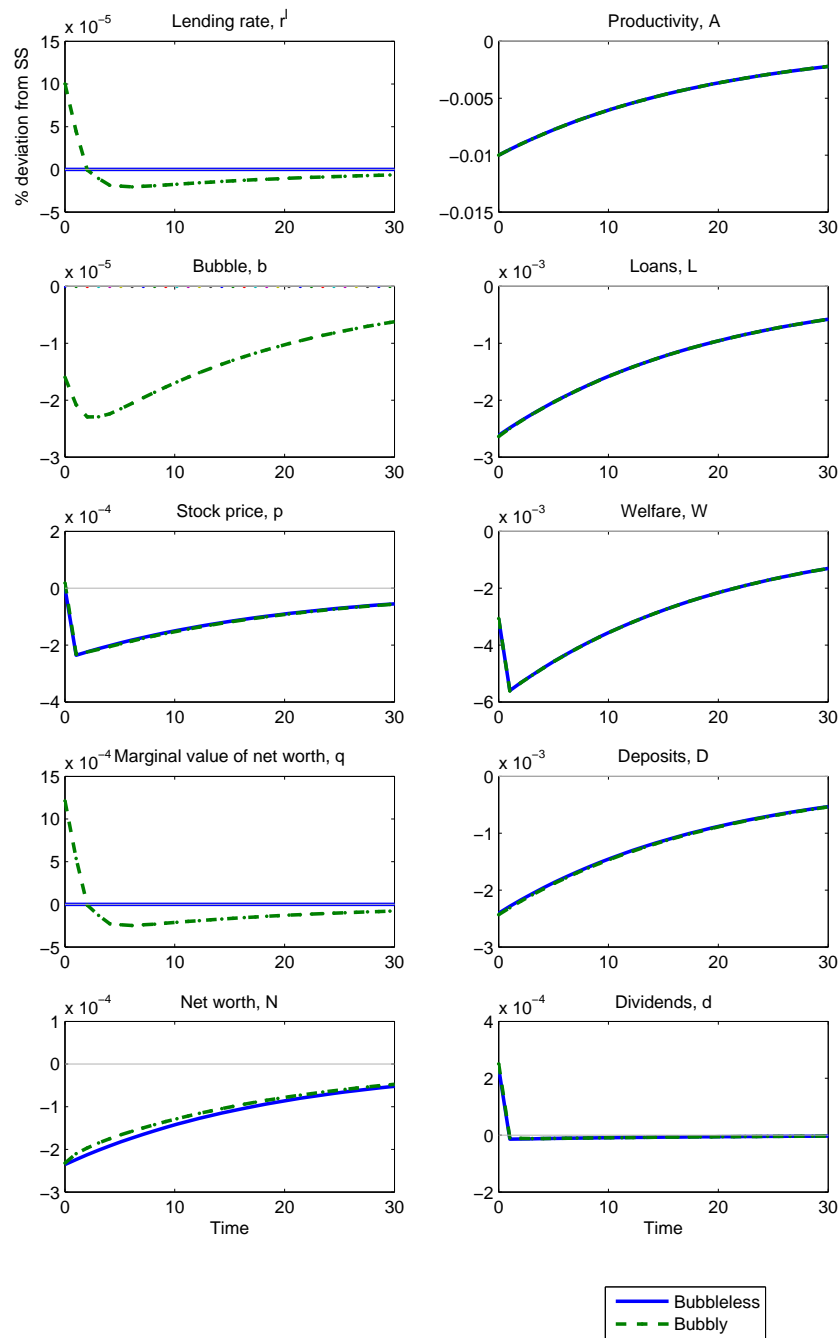 Lending rate, r^l
x 10^−5
% deviation from SS
15
10
5
0
−5
0 10 20 30
Productivity, A
0
−0.005
−0.01
−0.015
0 10 20 30
Bubble, b
x 10^−5
0
−1
−2
−3
0 10 20 30
Loans, L
x 10^−3
0
−1
−2
−3
0 10 20 30
Stock price, p
x 10^−4
2
0
−2
−4
0 10 20 30
Welfare, W
x 10^−3
0
−2
−4
−6
0 10 20 30
Marginal value of net worth, q
x 10^−4
15
10
5
0
−5
0 10 20 30
Deposits, D
x 10^−3
0
−1
−2
−3
0 10 20 30
Net worth, N
x 10^−4
1
0
−1
−2
−3
0 10 20 30
Time
Dividends, d
x 10^−4
4
2
0
−2
0 10 20 30
Time
Bubbleless
Bubbly